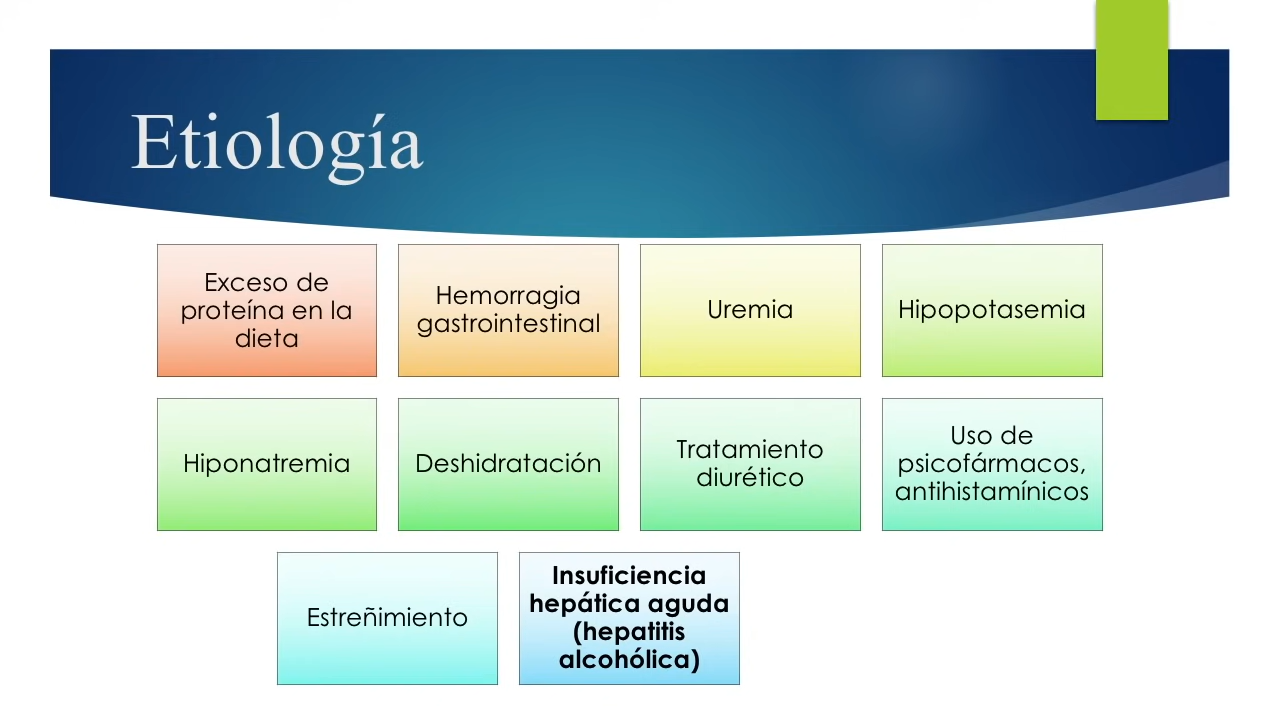 Etiología
Exceso de
proteína en la
dieta
Hemorragia
gastrointestinal
Uremia
Hipopotasemia
Hiponatremia
Deshidratación
Tratamiento
diurético
Uso de
psicofármacos,
antihistamínicos
Estreñimiento
Insuficiencia
hepática aguda
(hepatitis
alcohólica)